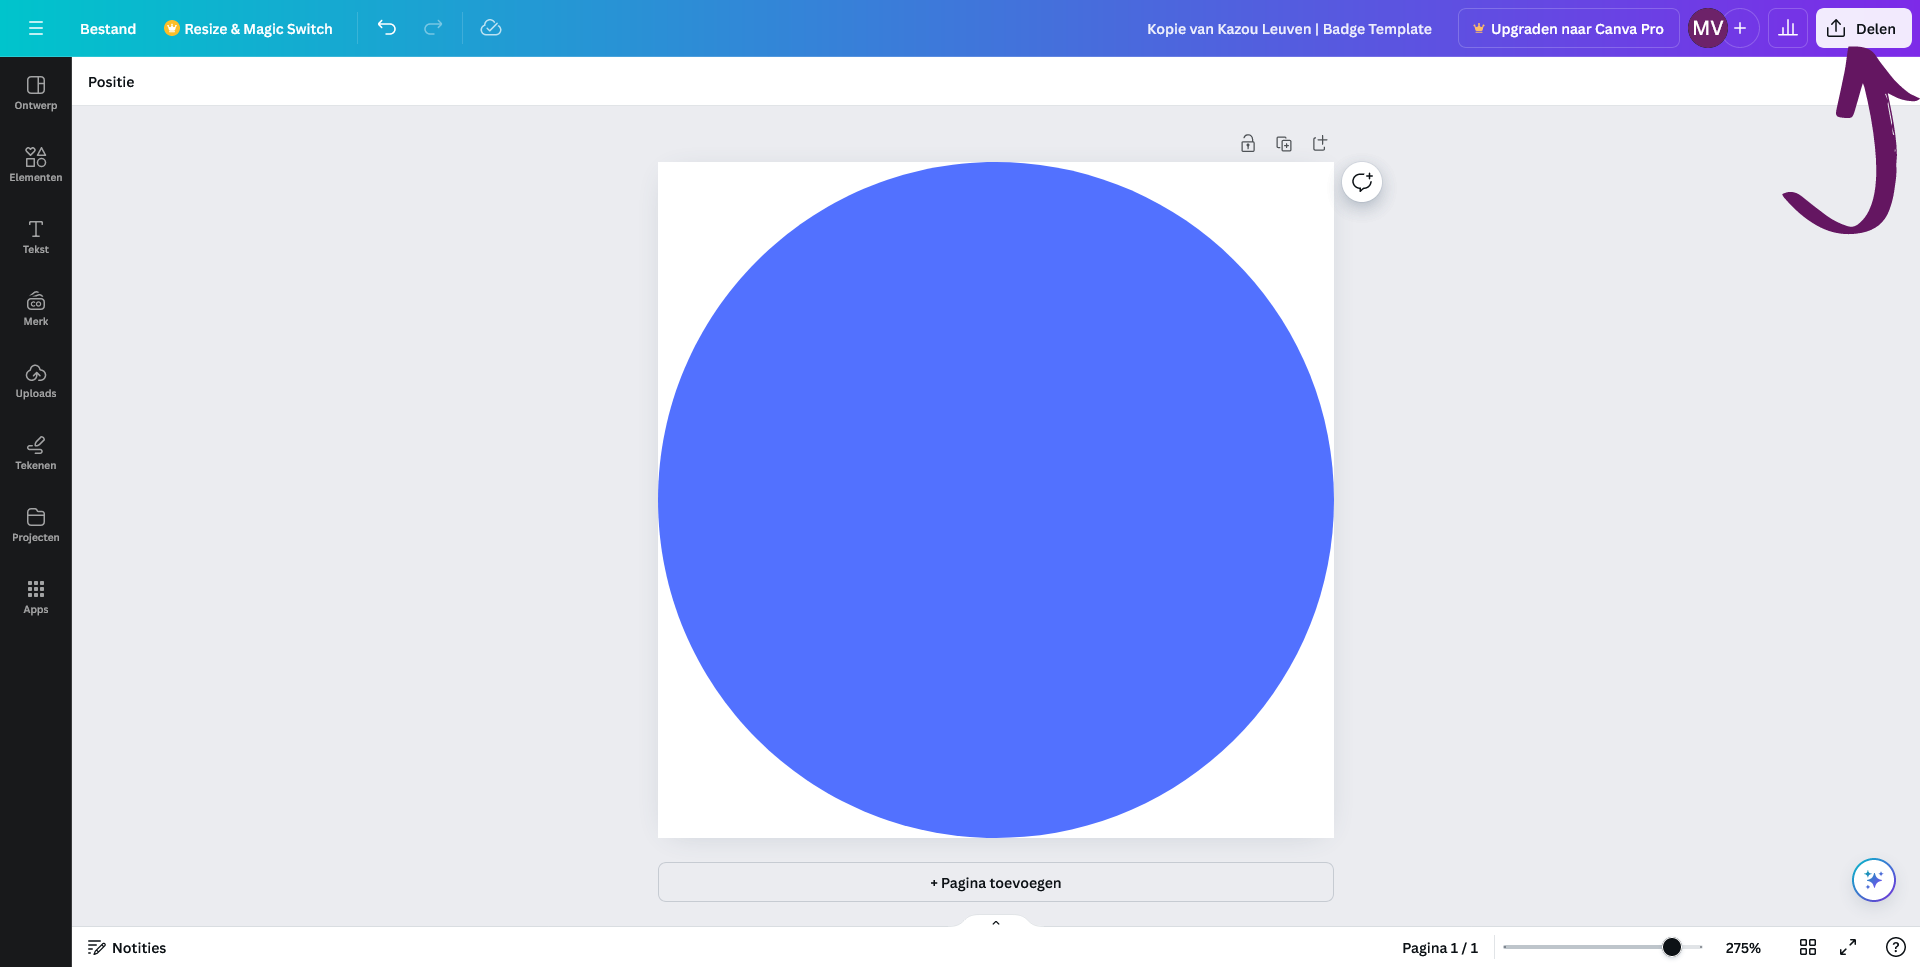 Bestand
Resize & Magic Switch
Kopie van Kazou Leuven | Badge Template
Upgraden naar Canva Pro
MV
+
Delen
Positie
Ontwerp
Elementen
Tekst
CO
Merk
Uploads
Tekenen
Projecten
Apps
+ Pagina toevoegen
Notities
Pagina 1 / 1
275%
?